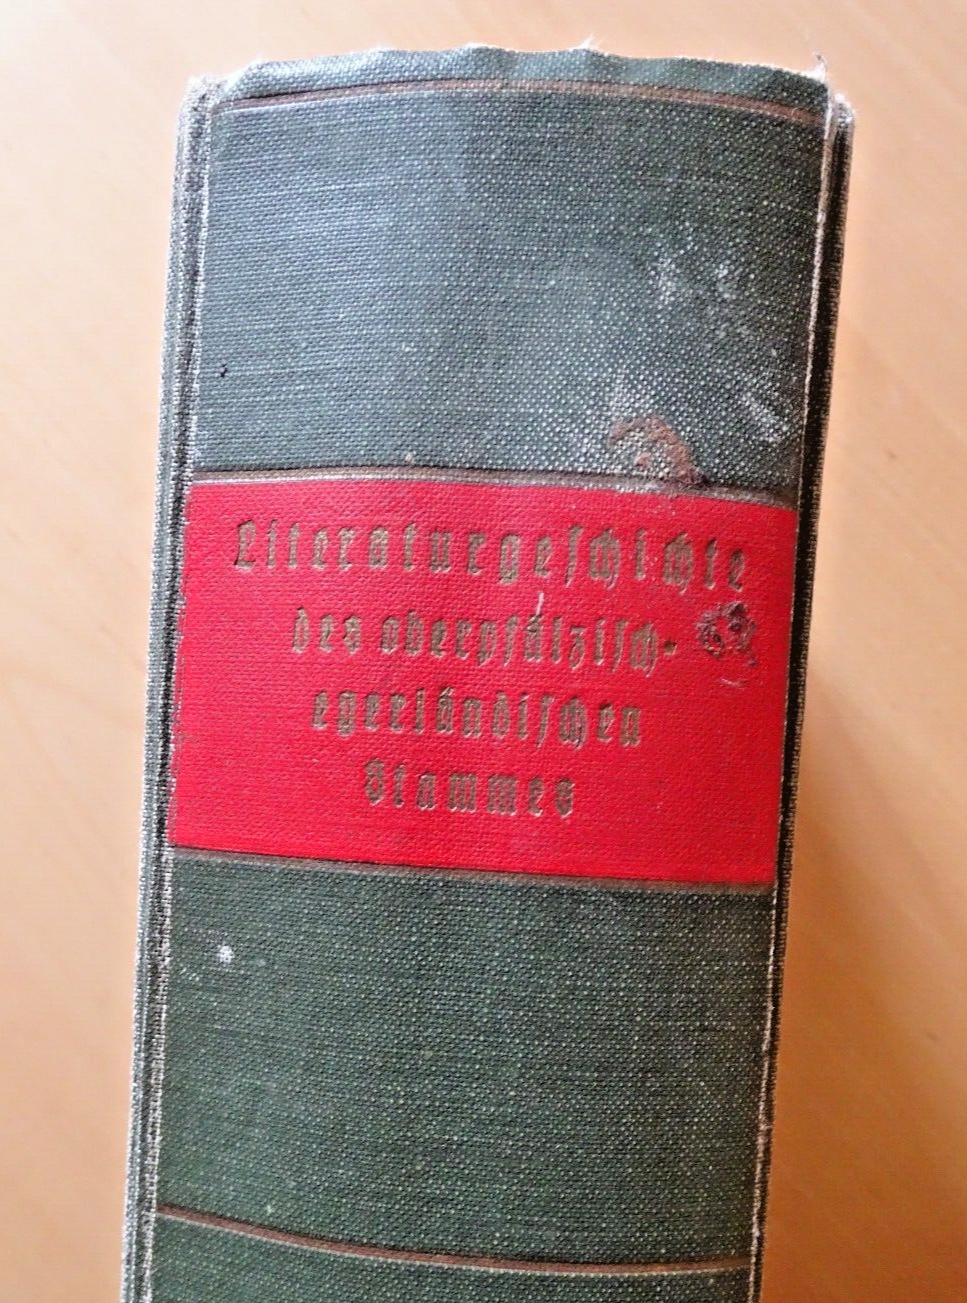 Literaturgeschichte
des oberpfälzisch-
egerländischen
Stammes